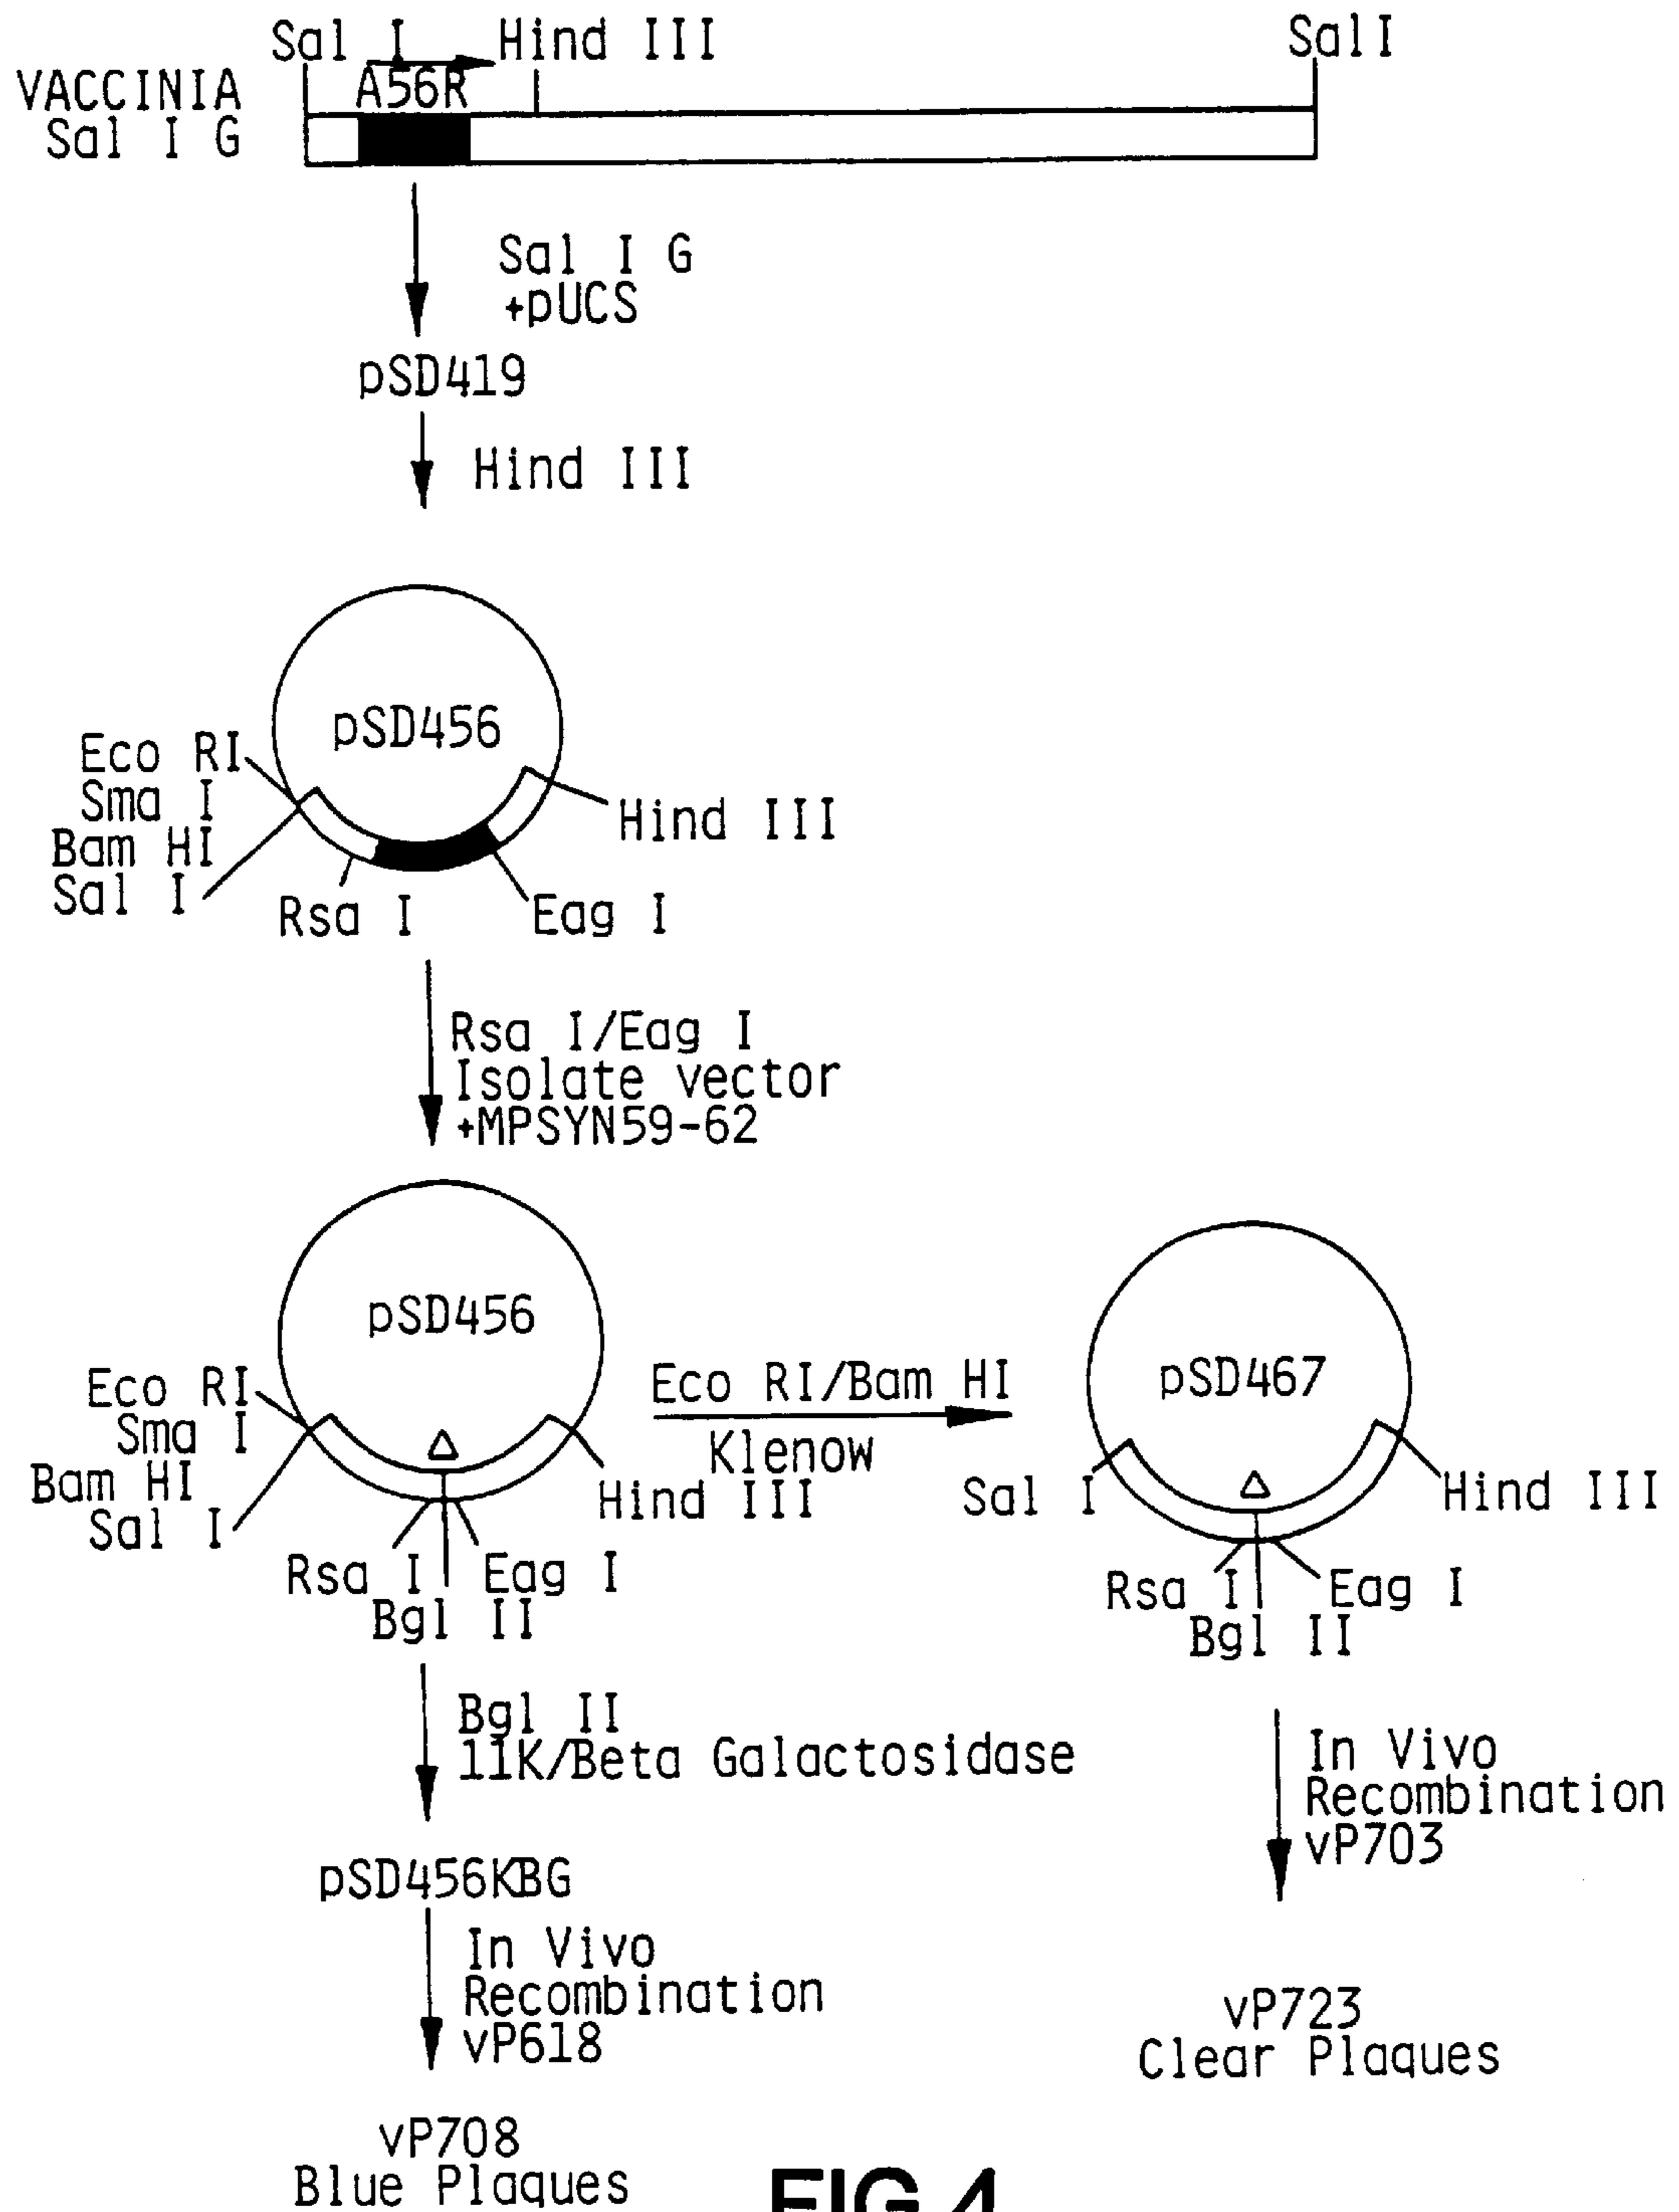 Sal I
Hind III
Sal I
VACCINIA
A56R
Sal I G
Sal I G
+pUCS
pSD419
Hind III
pSD456
Eco RI
Sma I
Bam HI
Sal I
Hind III
Rsa I
Eag I
Rsa I/Eag I
Isolate vector
+MPSYN59-62
pSD456
Eco RI
Sma I
Bam HI
Sal I
Hind III
Rsa I
Eag I
Bgl II
Eco RI/Bam HI
Klenow
pSD467
Sal I
Hind III
Rsa I
Eag I
Bgl II
Bgl II
11K/Beta Galactosidase
pSD456KBG
In Vivo
Recombination
vP618
vP708
Blue Plaques
In Vivo
Recombination
vP703
vP723
Clear Plaques
FIG.4